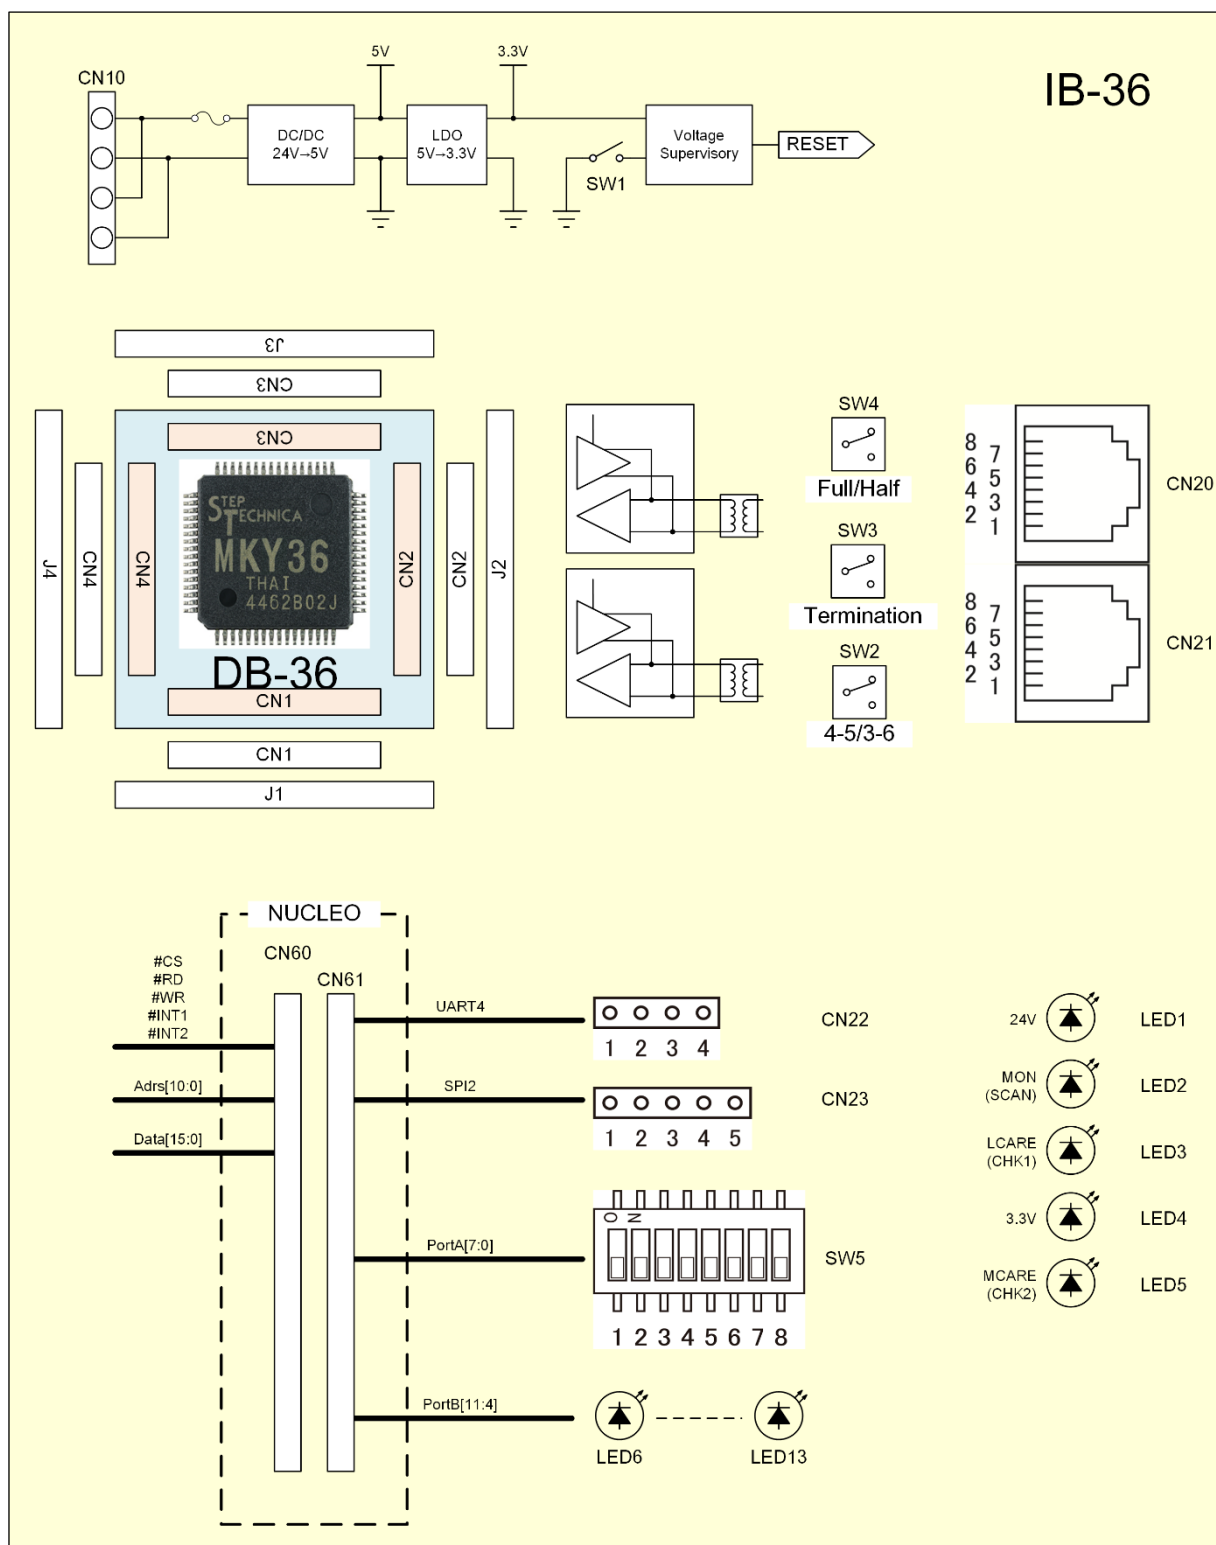 IB-36
CN10
5V
3.3V
DC/DC
24V→5V
LDO
5V→3.3V
SW1
Voltage
Supervisory
RESET
J3
CN3
CN3
J4
CN4
CN4
STEP
TECHNICA
MKY36
THAI
4462B02J
CN2
CN2
J2
DB-36
CN1
CN1
J1
SW4
Full/Half
SW3
Termination
SW2
4-5/3-6
8
7
6
5
4
3
2
1
CN20
8
7
6
5
4
3
2
1
CN21
NUCLEO
CN60
CN61
#CS
#RD
#WR
#INT1
#INT2
Adrs[10:0]
Data[15:0]
UART4
1 2 3 4
CN22
SPI2
1 2 3 4 5
CN23
PortA[7:0]
O N
1 2 3 4 5 6 7 8
SW5
PortB[11:4]
LED6
LED13
24V
LED1
MON
(SCAN)
LED2
LCARE
(CHK1)
LED3
3.3V
LED4
MCARE
(CHK2)
LED5